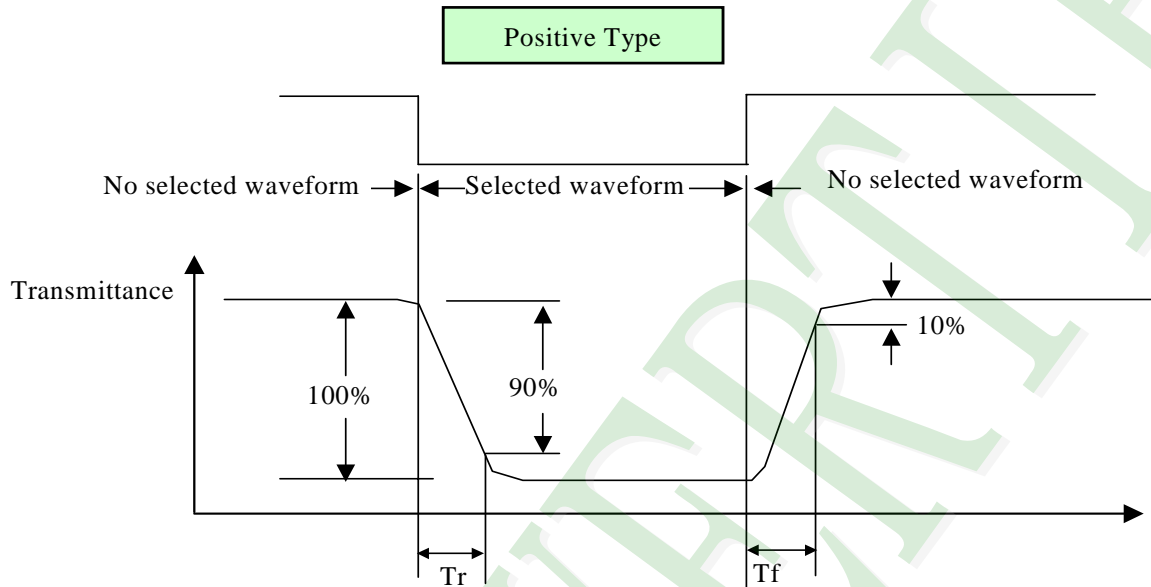 Positive Type
No selected waveform
Selected waveform
No selected waveform
Transmittance
10%
100%
90%
Tr
Tf